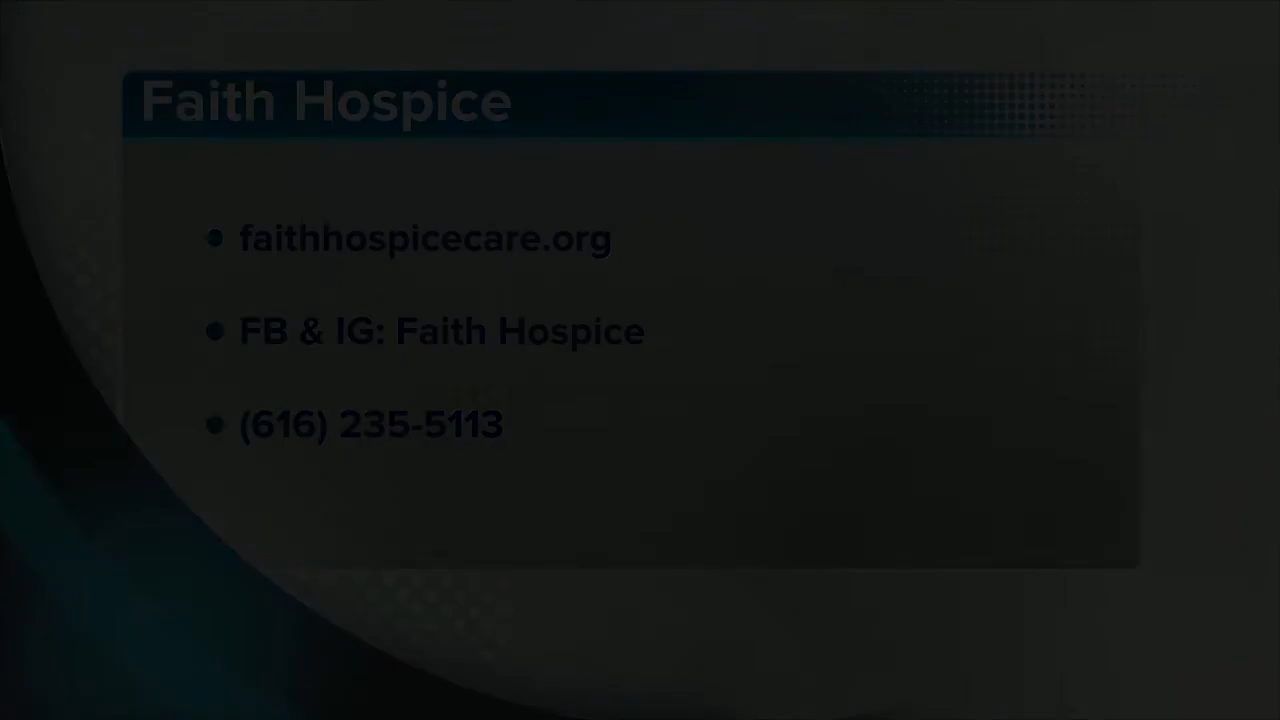 Faith Hospice
• faithhospicecare.org
• FB & IG: Faith Hospice
• (616) 235-5113